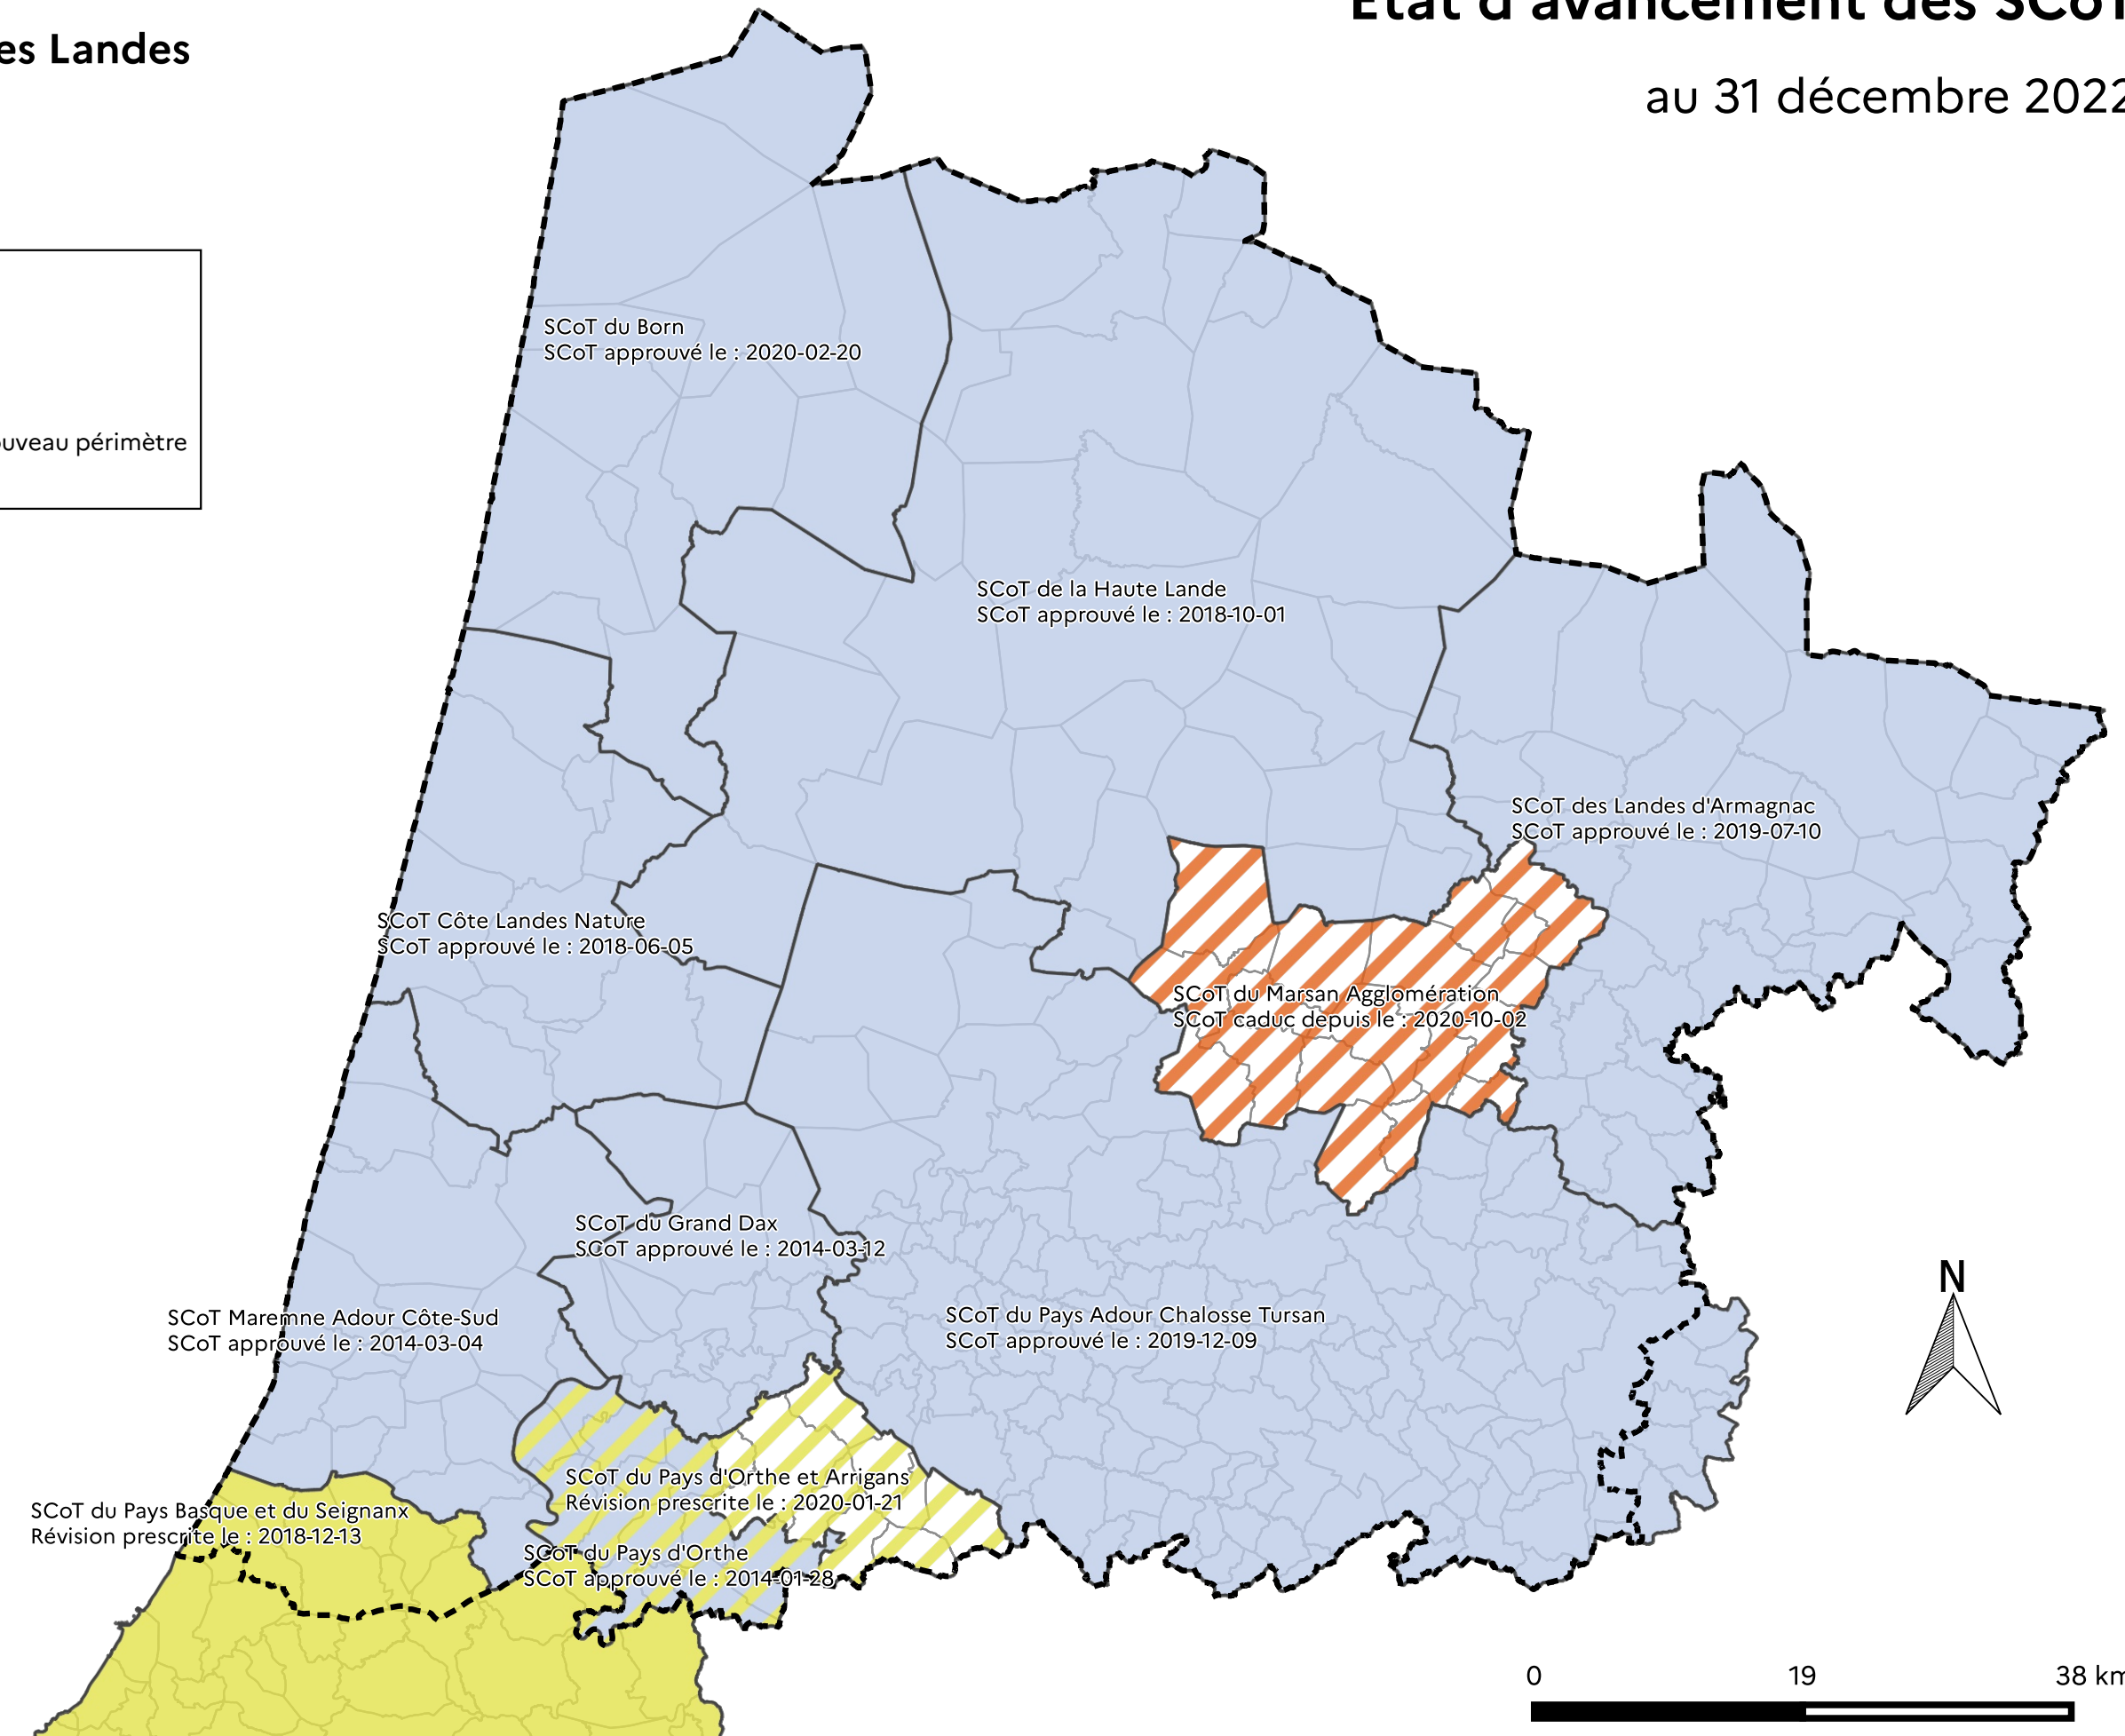 es Landes
État d'avancement des SCoT
au 31 décembre 2022
ouveau périmètre
SCoT du Born
SCoT approuvé le : 2020-02-20
SCoT de la Haute Lande
SCoT approuvé le : 2018-10-01
SCoT des Landes d'Armagnac
SCoT approuvé le : 2019-07-10
SCoT Côte Landes Nature
SCoT approuvé le : 2018-06-05
SCoT du Marsan Agglomération
SCoT caduc depuis le : 2020-10-02
SCoT du Grand Dax
SCoT approuvé le : 2014-03-12
SCoT Maremne Adour Côte-Sud
SCoT approuvé le : 2014-03-04
SCoT du Pays Adour Chalosse Tursan
SCoT approuvé le : 2019-12-09
N
SCoT du Pays d'Orthe et Arrigans
Révision prescrite le : 2020-01-21
SCoT du Pays Basque et du Seignanx
Révision prescrite le : 2018-12-13
SCoT du Pays d'Orthe
SCoT approuvé le : 2014-01-28
0 19 38 km